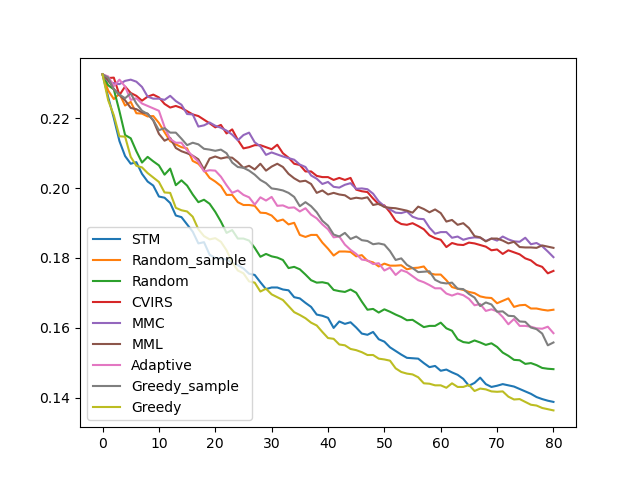 0.22
0.20
0.18
0.16
0.14
STM
Random_sample
Random
CVIRS
MMC
MML
Adaptive
Greedy_sample
Greedy
0 10 20 30 40 50 60 70 80